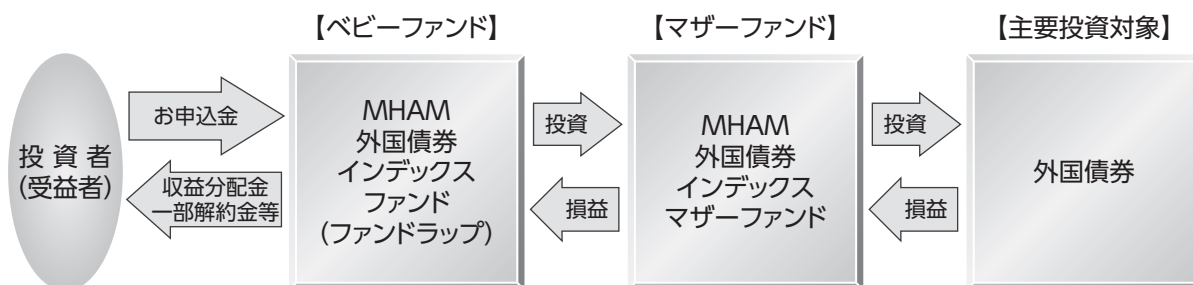 【ベビーファンド】
【マザーファンド】
【主要投資対象】
投資者
(受益者)
お申込金
収益分配金
一部解約金等
MHAM
外国債券
インデックス
ファンド
(ファンドラップ)
投資
損益
MHAM
外国債券
インデックス
マザーファンド
投資
損益
外国債券